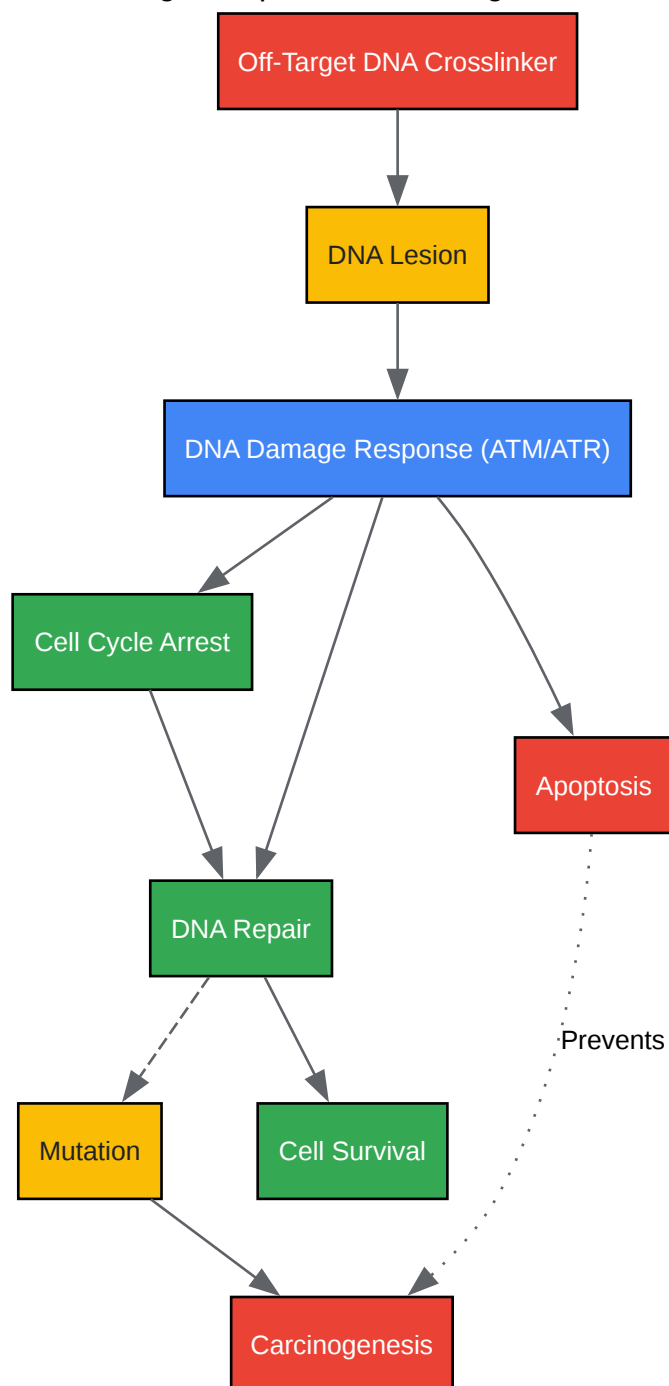 Off-Target DNA Crosslinker
DNA Lesion
DNA Damage Response (ATM/ATR)
Cell Cycle Arrest
Apoptosis
DNA Repair
Prevents
Mutation
Cell Survival
Carcinogenesis